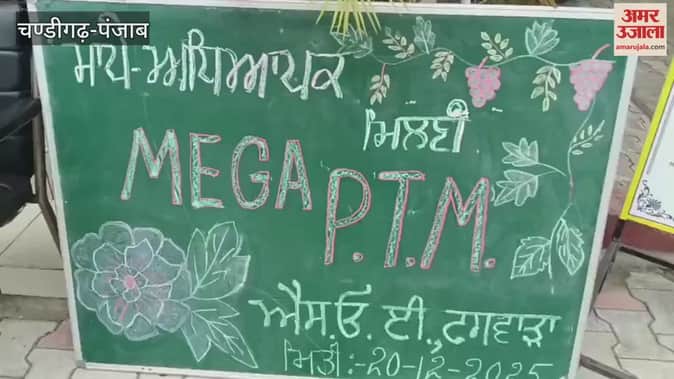 चण्डीगढ़-पंजाब
अमर
उजाला
amarujala.com
ਮਾਪੇ-ਅਧਿਆਪਕ
ਮਿਲਣੀ
MEGA P.T.M.
ਐਸ.ਓ.ਈ., ਫਗਵਾੜਾ
ਮਿਤੀ:-20-12-2025